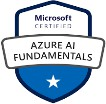 Microsoft
CERTIFIED
AZURE AI
FUNDAMENTALS